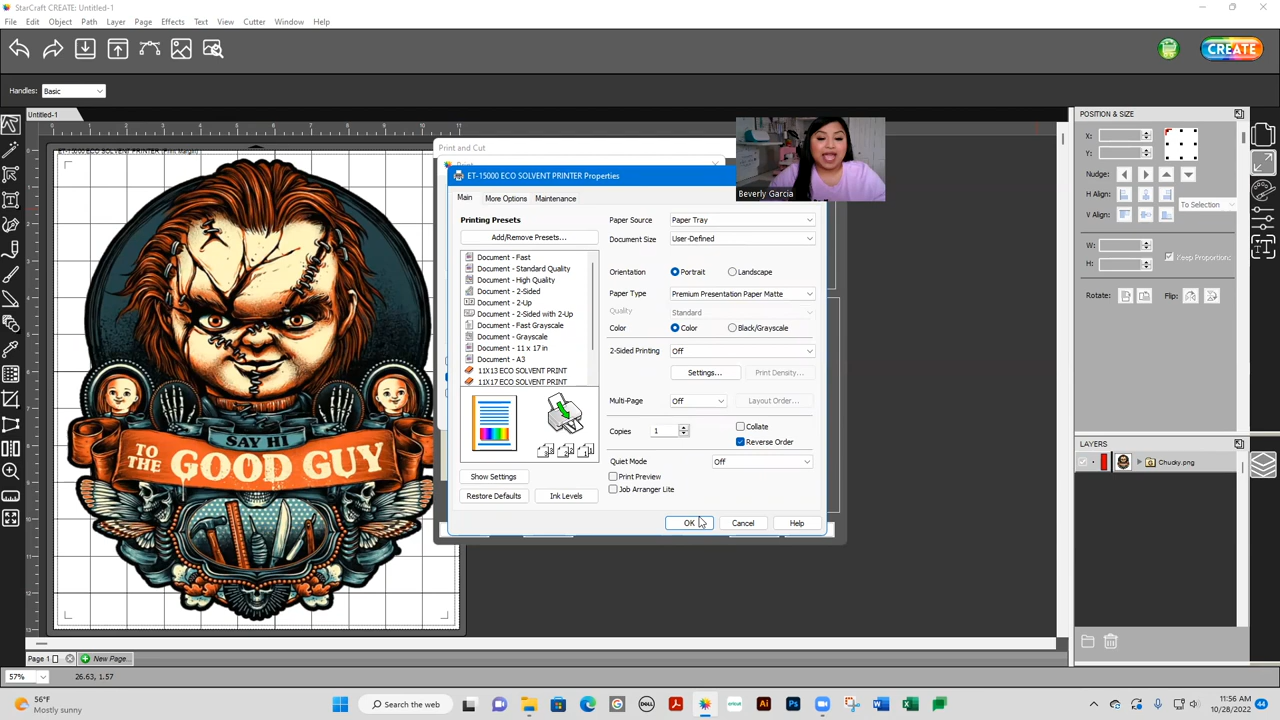 StarCraft CREATE: Untitled-1
File Edit Object Path Layer Page Effects Text View Cutter Window Help
CREATE
Handles: Basic
Untitled-1
ET-15000 ECO SOLVENT PRINTER (Print Margin)
Print and Cut
Print
ET-15000 ECO SOLVENT PRINTER Properties
Main More Options Maintenance
Printing Presets
Add/Remove Presets...
Document - Fast
Document - Standard Quality
Document - High Quality
Document - 2-Sided
Document - 2-Up
Document - 2-Sided with 2-Up
Document - Fast Grayscale
Document - Grayscale
Document - 11 x 17 in
Document - A3
11X13 ECO SOLVENT PRINT
11X17 ECO SOLVENT PRINT
Show Settings
Restore Defaults Ink Levels
Paper Source Paper Tray
Document Size User-Defined
Orientation Portrait Landscape
Paper Type Premium Presentation Paper Matte
Quality Standard
Color Color Black/Grayscale
2-Sided Printing Off
Settings... Print Density...
Multi-Page Off Layout Order...
Copies 1 Collate
Reverse Order
Quiet Mode Off
Print Preview
Job Arranger Lite
OK Cancel Help
Beverly Garcia
SAY HI
TO THE GOOD GUY
POSITION & SIZE
X:
Y:
Nudge:
H Align: To Selection
V Align:
W: Keep Proportions
H:
Rotate: Flip:
LAYERS
Chucky.png
Page 1 New Page
57% 26.63, 1.57
56°F
Mostly sunny
Search the web
11:56 AM
10/28/2022